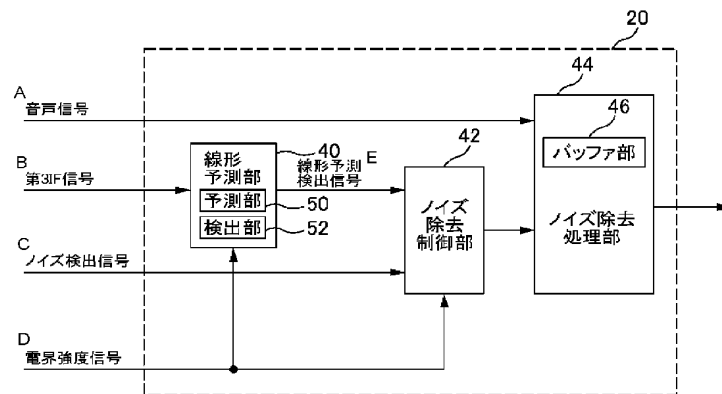 20
A
音声信号
44
46
バッファ部
ノイズ除去
処理部
B
第3IF信号
40
線形
予測部
予測部
50
検出部
52
線形予測
検出信号
E
42
ノイズ
除去
制御部
C
ノイズ検出信号
D
電界強度信号